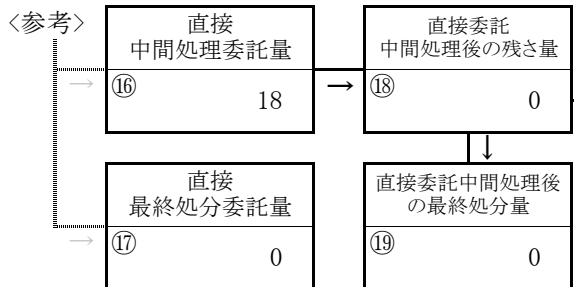 〈参考〉
直接
中間処理委託量
⑯
18
→
→
直接委託
中間処理後の残さ量
⑱
0
↓
直接
最終処分委託量
⑰
0
→
直接委託中間処理後
の最終処分量
⑲
0